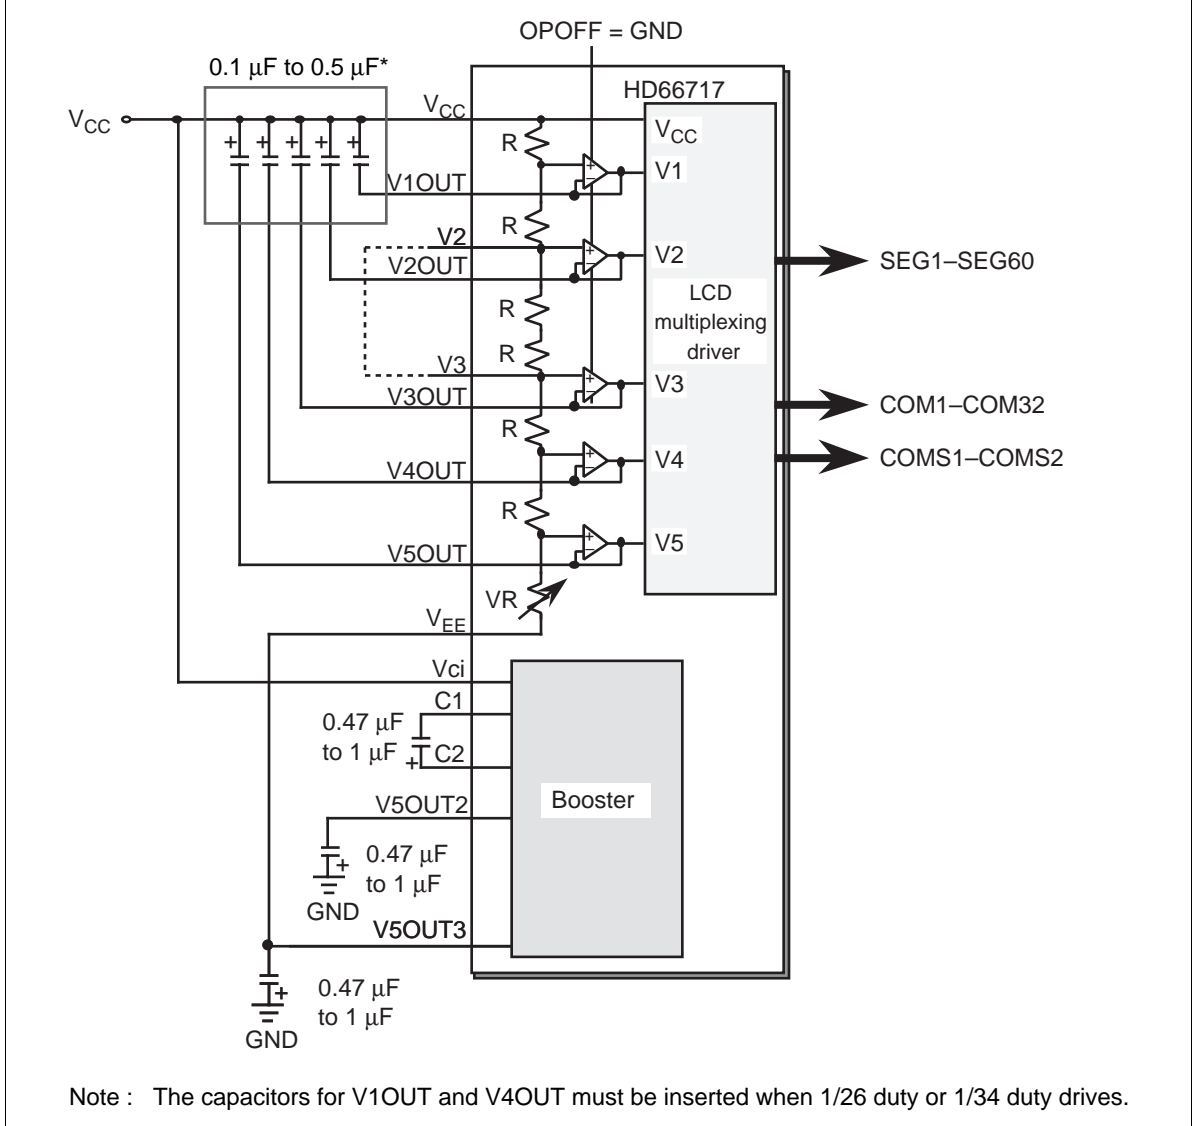 OPOFF = GND
0.1 μF to 0.5 μF*
HD66717
VCC
VCC
VCC
R
+
+
+
+
+
+
−
V1
V1OUT
R
V2
+
−
V2
V2OUT
SEG1–SEG60
R
LCD
multiplexing
driver
R
V3
+
−
V3
V3OUT
COM1–COM32
R
+
−
V4
V4OUT
COMS1–COMS2
R
+
−
V5
V5OUT
VR
VEE
Vci
C1
0.47 μF
to 1 μF
+
C2
Booster
V5OUT2
+
0.47 μF
to 1 μF
GND
V5OUT3
+
0.47 μF
to 1 μF
GND
Note : The capacitors for V1OUT and V4OUT must be inserted when 1/26 duty or 1/34 duty drives.